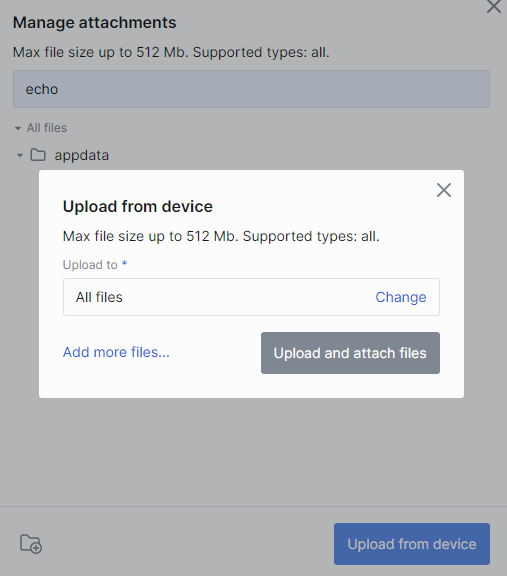 Manage attachments
Max file size up to 512 Mb. Supported types: all.
echo
All files
appdata
Upload from device
Max file size up to 512 Mb. Supported types: all.
Upload to *
All files
Change
Add more files...
Upload and attach files
Upload from device